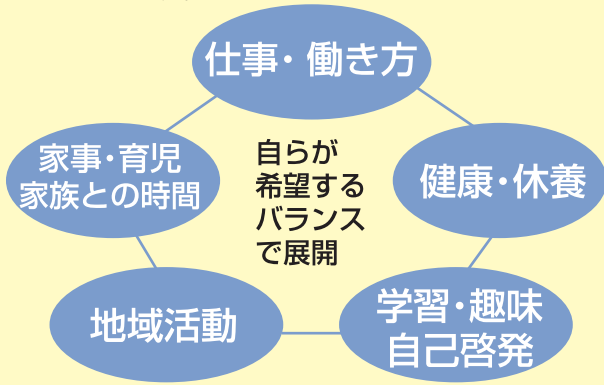 仕事・働き方
家事・育児
家族との時間
自らが
希望する
バランス
で展開
健康・休養
地域活動
学習・趣味
自己啓発